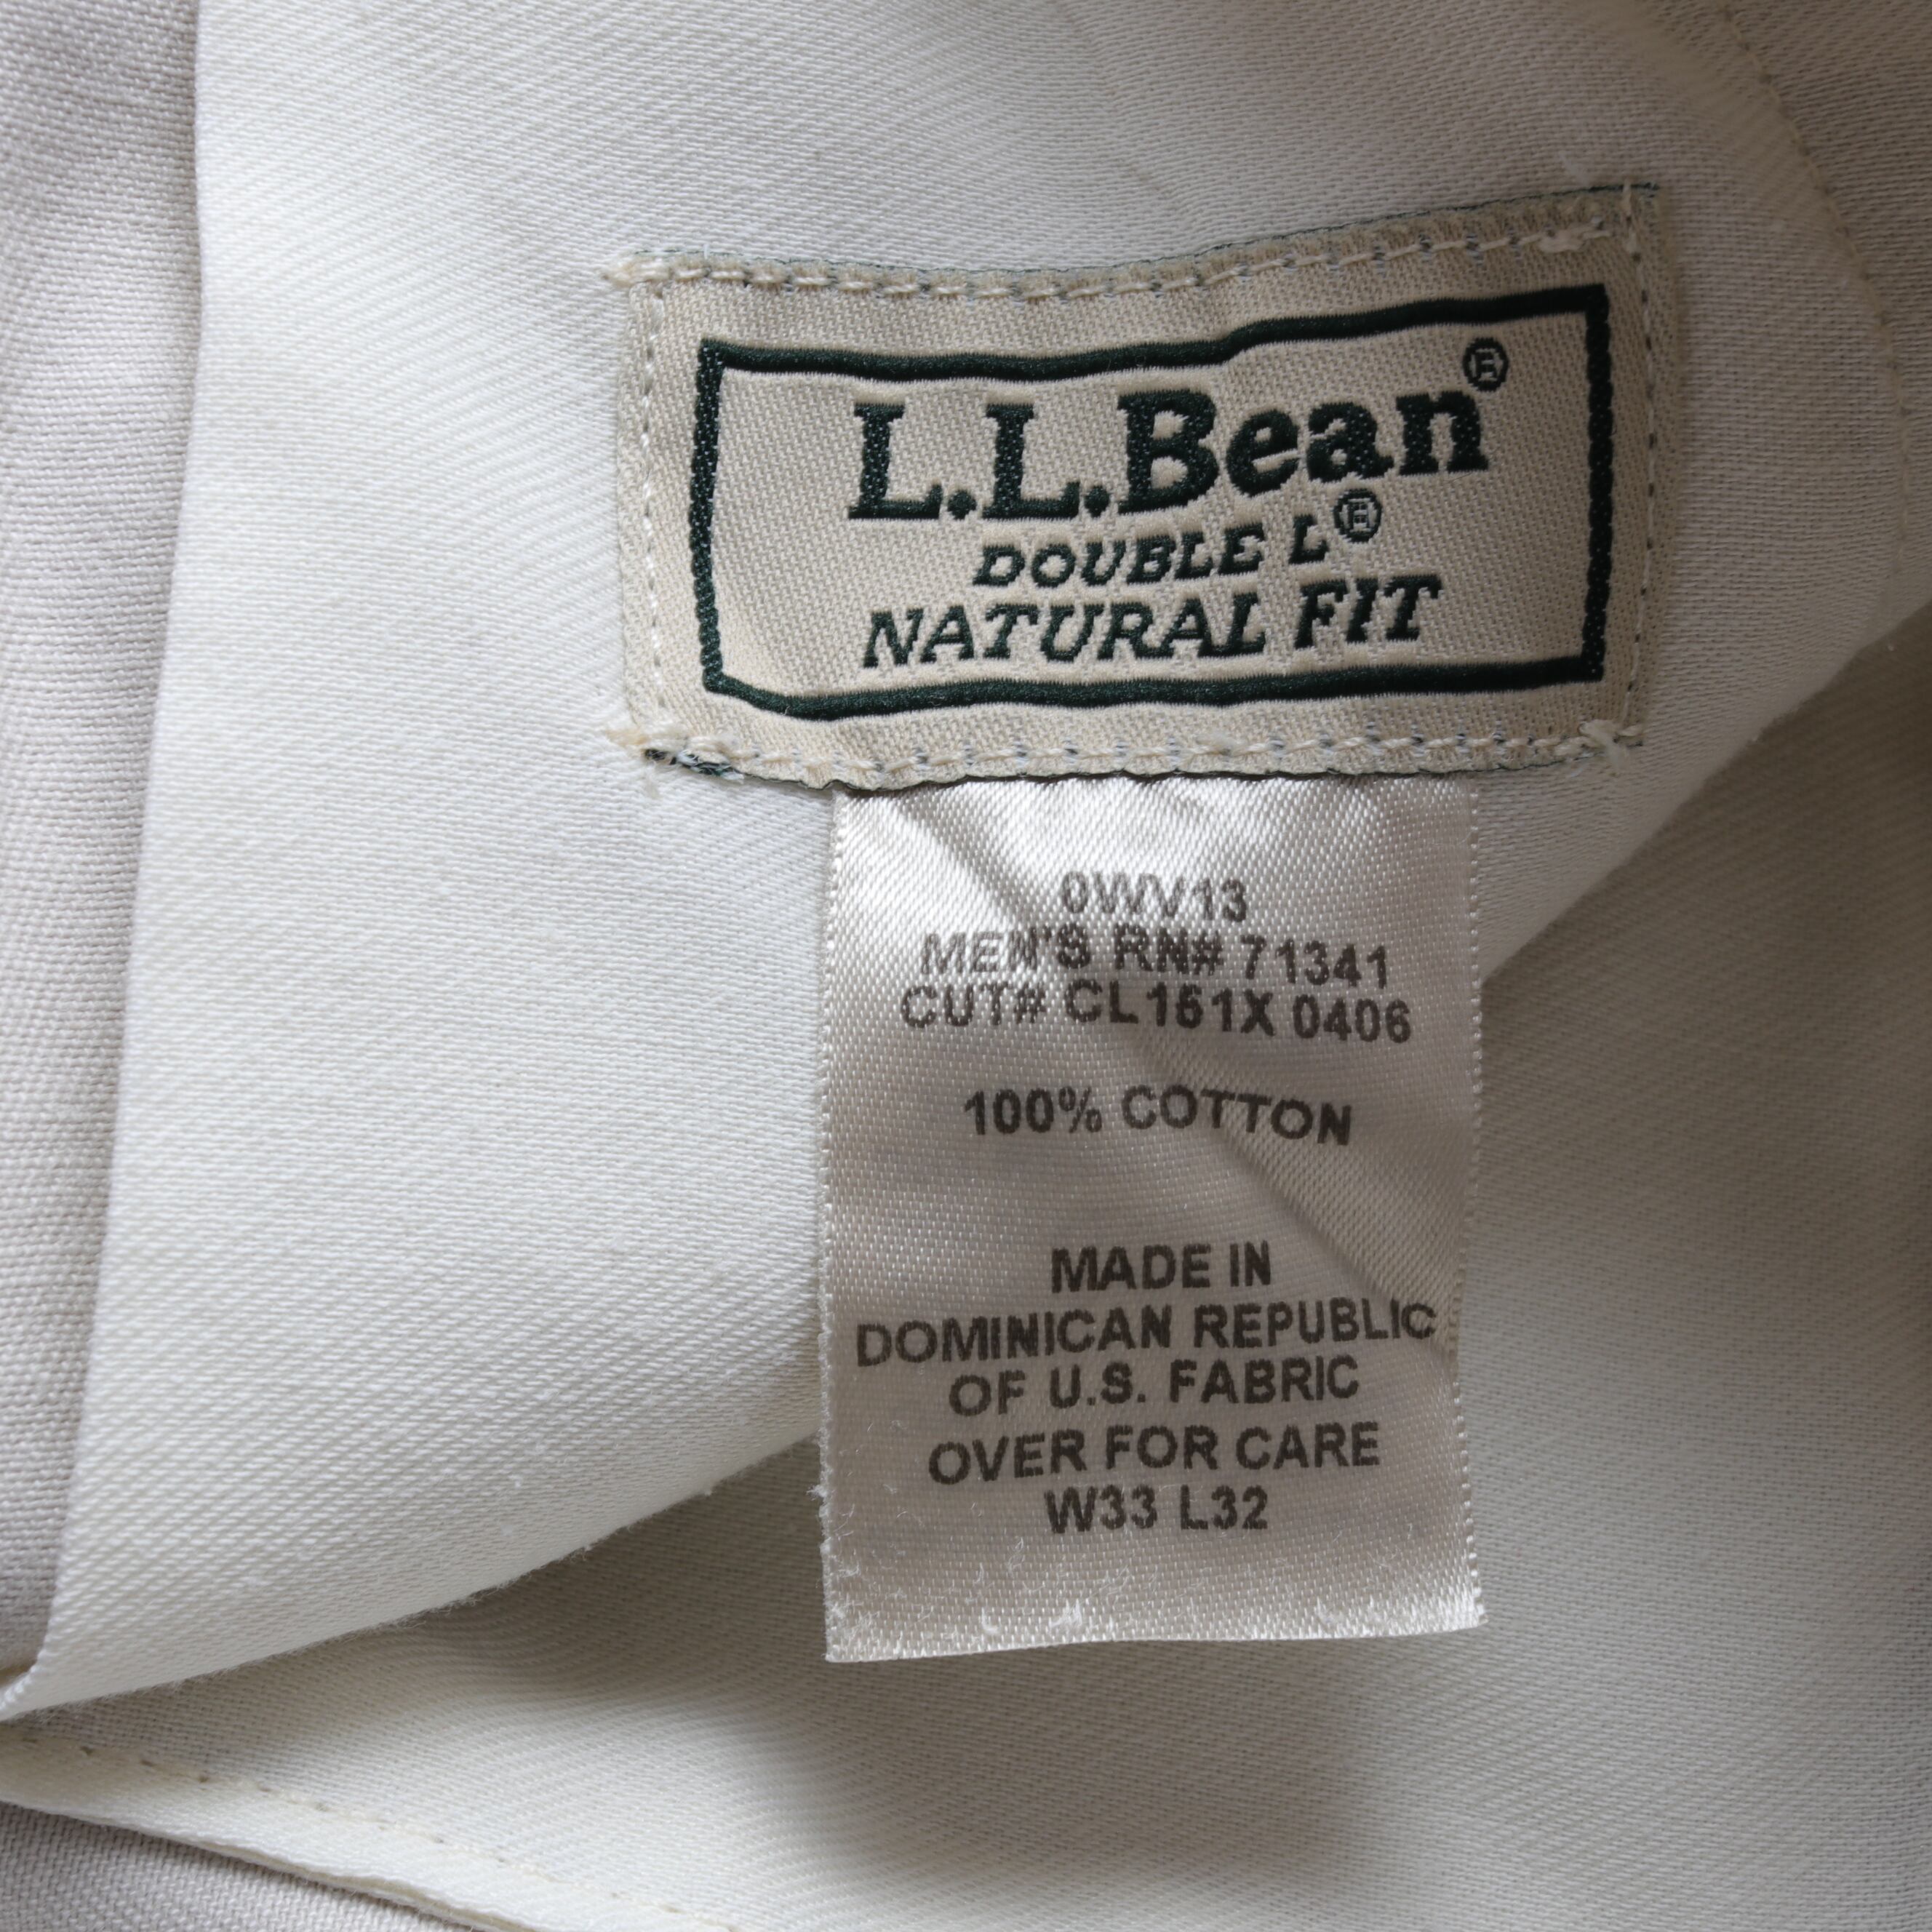 L.L.Bean®
DOUBLE L®
NATURAL FIT
0WV13
MEN'S RN# 71341
CUT# CL161X 0406
100% COTTON
MADE IN
DOMINICAN REPUBLIC
OF U.S. FABRIC
OVER FOR CARE
W33 L32